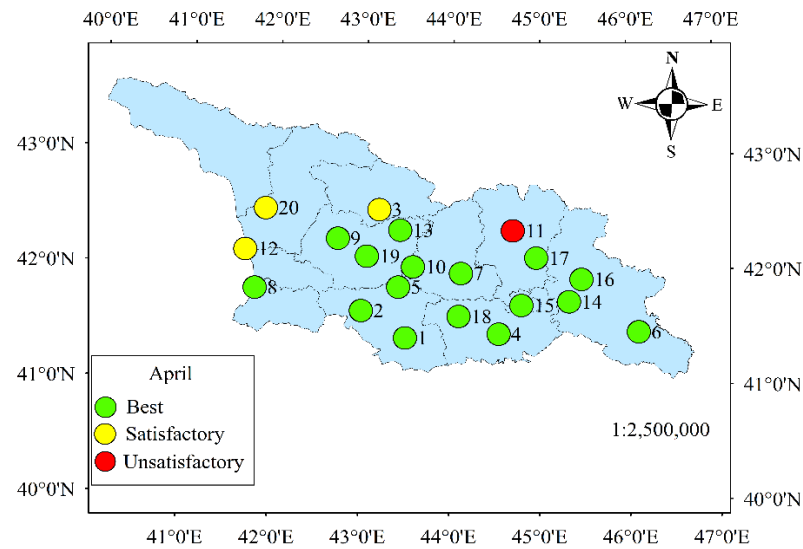 40°0'E 41°0'E 42°0'E 43°0'E 44°0'E 45°0'E 46°0'E 47°0'E
N
W E
S
43°0'N 43°0'N
20 3
13
9 11
12 19 17
42°0'N 10 42°0'N
7 16
8 5
14
2 15
18
1 4 6
41°0'N 41°0'N
April
Best
Satisfactory 1:2,500,000
Unsatisfactory
40°0'N 40°0'N
41°0'E 42°0'E 43°0'E 44°0'E 45°0'E 46°0'E 47°0'E